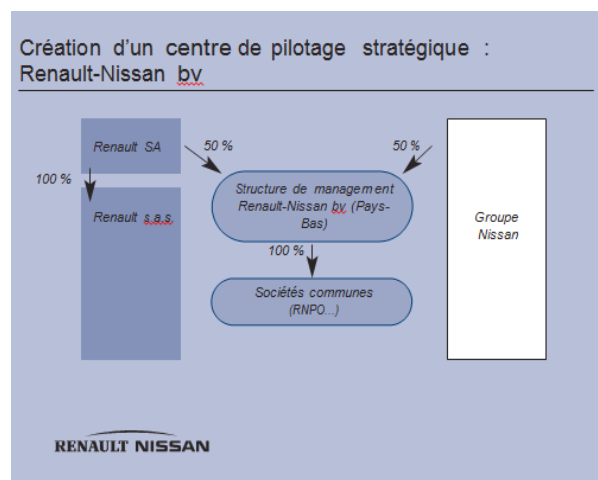 Création d'un centre de pilotage stratégique :
Renault-Nissan bv
Renault SA
50 %
50 %
100 %
Structure de management
Renault-Nissan bv (Pays-
Bas)
Renault s.a.s.
Groupe
Nissan
100 %
Sociétés communes
(RNPO...)
RENAULT NISSAN